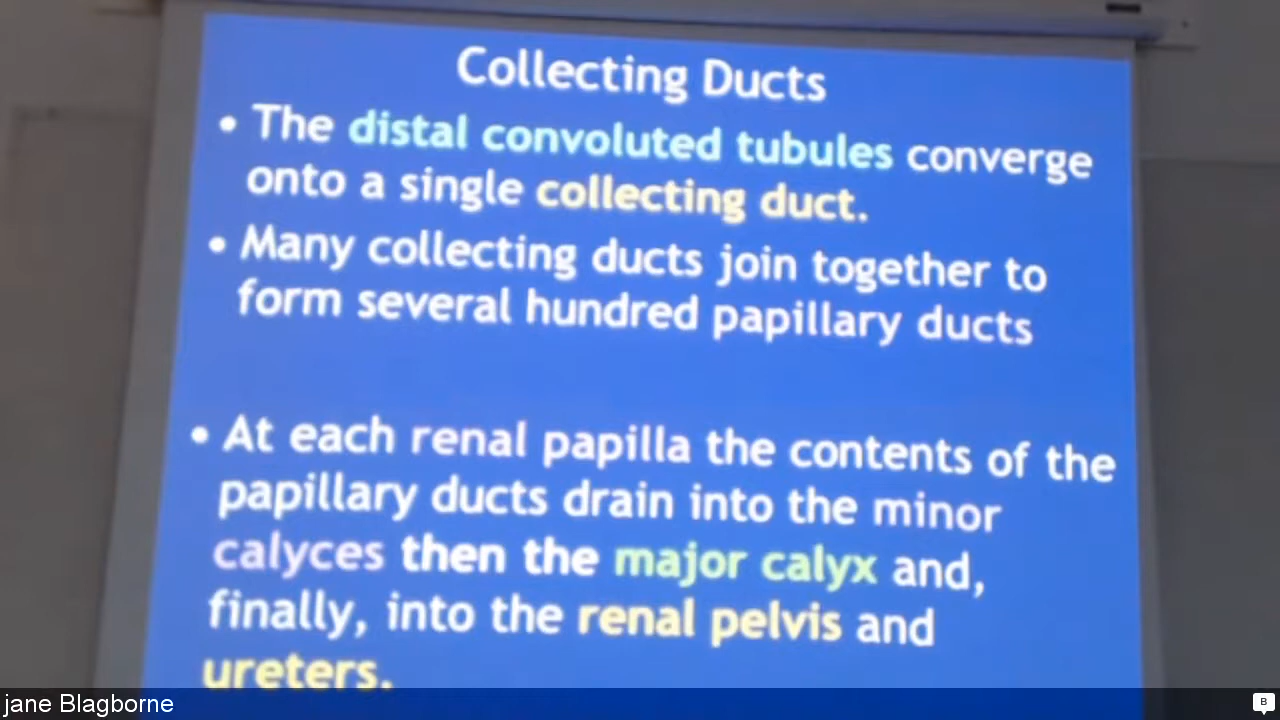 Collecting Ducts
• The distal convoluted tubules converge
onto a single collecting duct.
• Many collecting ducts join together to
form several hundred papillary ducts
• At each renal papilla the contents of the
papillary ducts drain into the minor
calyces then the major calyx and,
finally, into the renal pelvis and
ureters.
jane Blagborne
B